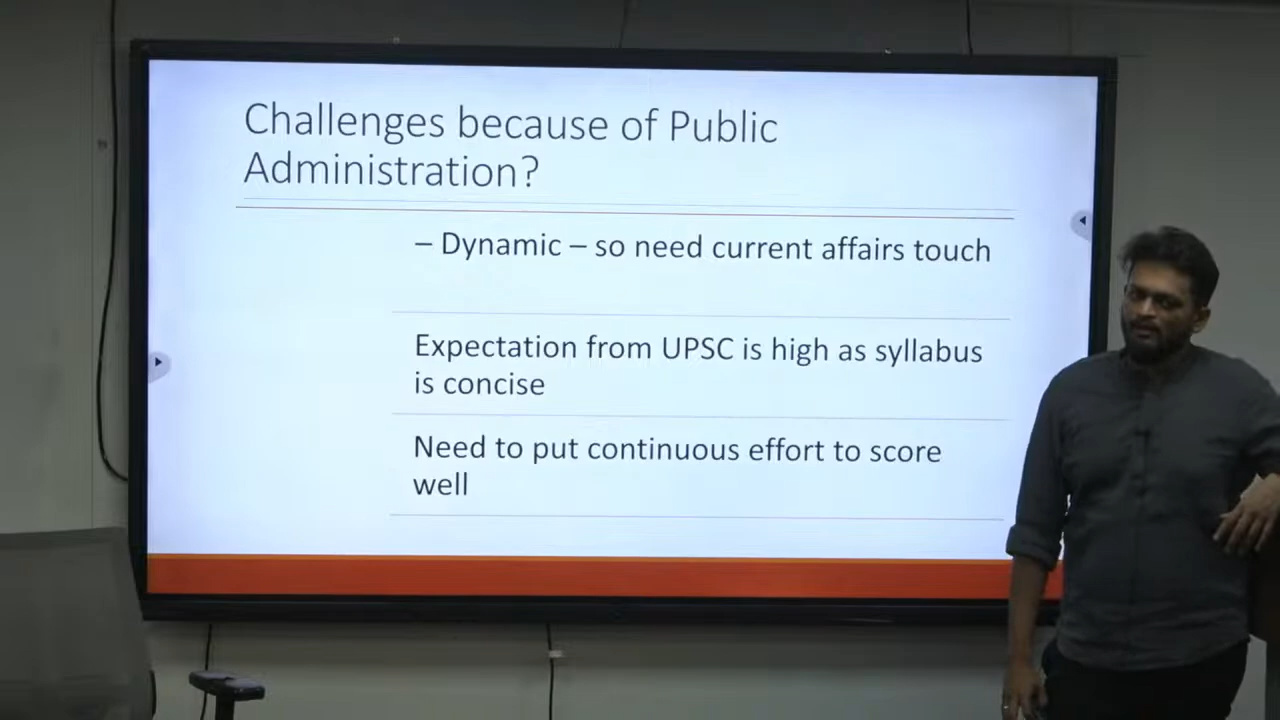 Challenges because of Public
Administration?
– Dynamic – so need current affairs touch
Expectation from UPSC is high as syllabus
is concise
Need to put continuous effort to score
well